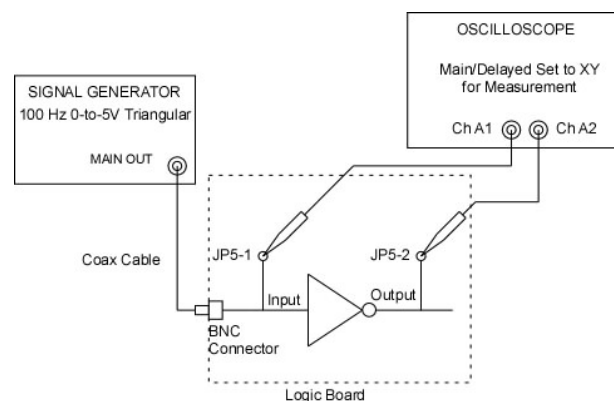 OSCILLOSCOPE
Main/Delayed Set to XY
for Measurement
Ch A1
Ch A2
SIGNAL GENERATOR
100 Hz 0-to-5V Triangular
MAIN OUT
JP5-1
JP5-2
Coax Cable
Input
Output
BNC
Connector
Logic Board